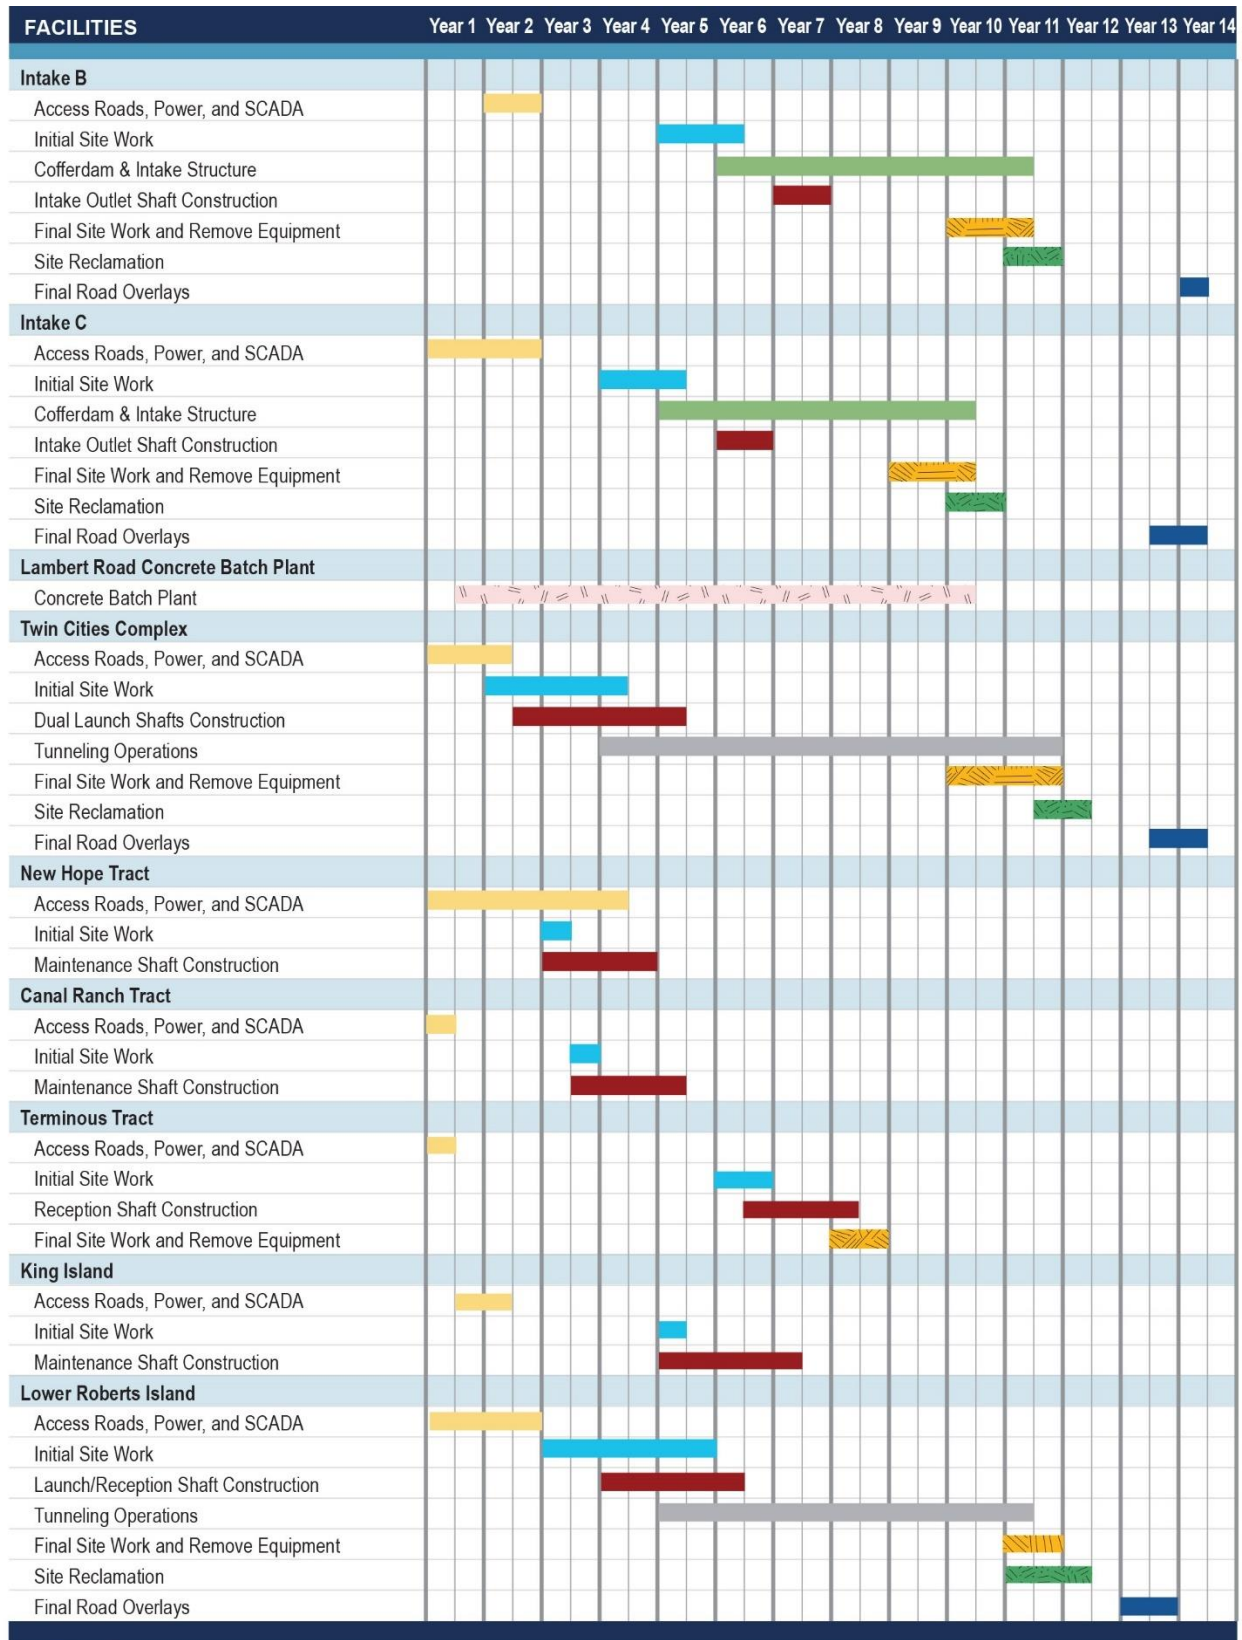 FACILITIES Year 1 Year 2 Year 3 Year 4 Year 5 Year 6 Year 7 Year 8 Year 9 Year 10 Year 11 Year 12 Year 13 Year 14
Intake B
Access Roads, Power, and SCADA
Initial Site Work
Cofferdam & Intake Structure
Intake Outlet Shaft Construction
Final Site Work and Remove Equipment
Site Reclamation
Final Road Overlays
Intake C
Access Roads, Power, and SCADA
Initial Site Work
Cofferdam & Intake Structure
Intake Outlet Shaft Construction
Final Site Work and Remove Equipment
Site Reclamation
Final Road Overlays
Lambert Road Concrete Batch Plant
Concrete Batch Plant
Twin Cities Complex
Access Roads, Power, and SCADA
Initial Site Work
Dual Launch Shafts Construction
Tunneling Operations
Final Site Work and Remove Equipment
Site Reclamation
Final Road Overlays
New Hope Tract
Access Roads, Power, and SCADA
Initial Site Work
Maintenance Shaft Construction
Canal Ranch Tract
Access Roads, Power, and SCADA
Initial Site Work
Maintenance Shaft Construction
Terminous Tract
Access Roads, Power, and SCADA
Initial Site Work
Reception Shaft Construction
Final Site Work and Remove Equipment
King Island
Access Roads, Power, and SCADA
Initial Site Work
Maintenance Shaft Construction
Lower Roberts Island
Access Roads, Power, and SCADA
Initial Site Work
Launch/Reception Shaft Construction
Tunneling Operations
Final Site Work and Remove Equipment
Site Reclamation
Final Road Overlays